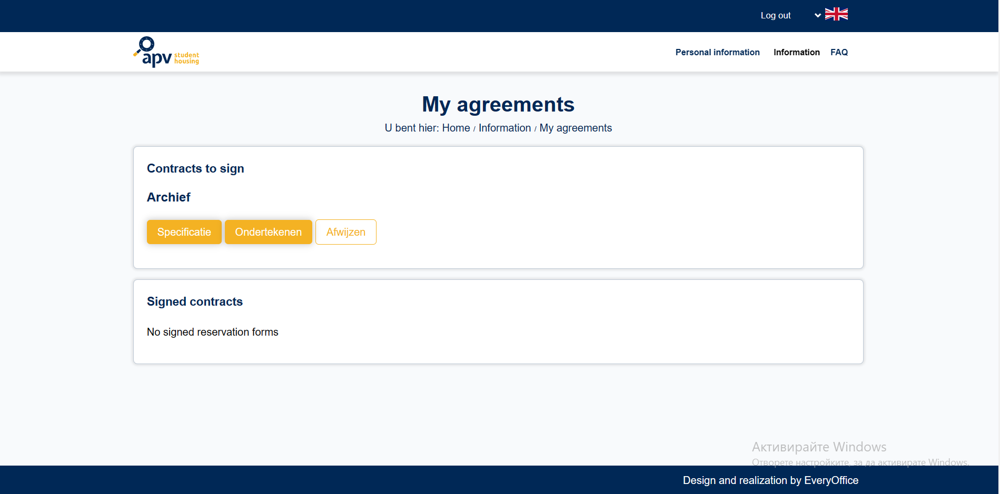 Log out
apv student housing
Personal information Information FAQ
My agreements
U bent hier: Home / Information / My agreements
Contracts to sign
Archief
Specificatie Ondertekenen Afwijzen
Signed contracts
No signed reservation forms
Активирайте Windows
Отворете настройките, за да активирате Windows.
Design and realization by EveryOffice